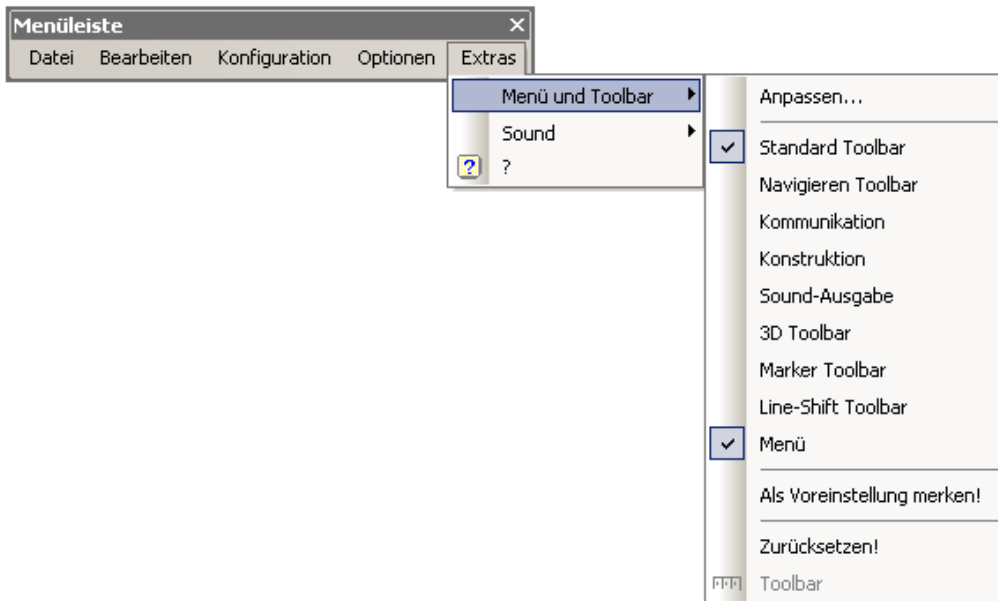 Menüleiste
Datei Bearbeiten Konfiguration Optionen Extras
Menü und Toolbar
Sound
?
Anpassen...
Standard Toolbar
Navigieren Toolbar
Kommunikation
Konstruktion
Sound-Ausgabe
3D Toolbar
Marker Toolbar
Line-Shift Toolbar
Menü
Als Voreinstellung merken!
Zurücksetzen!
Toolbar